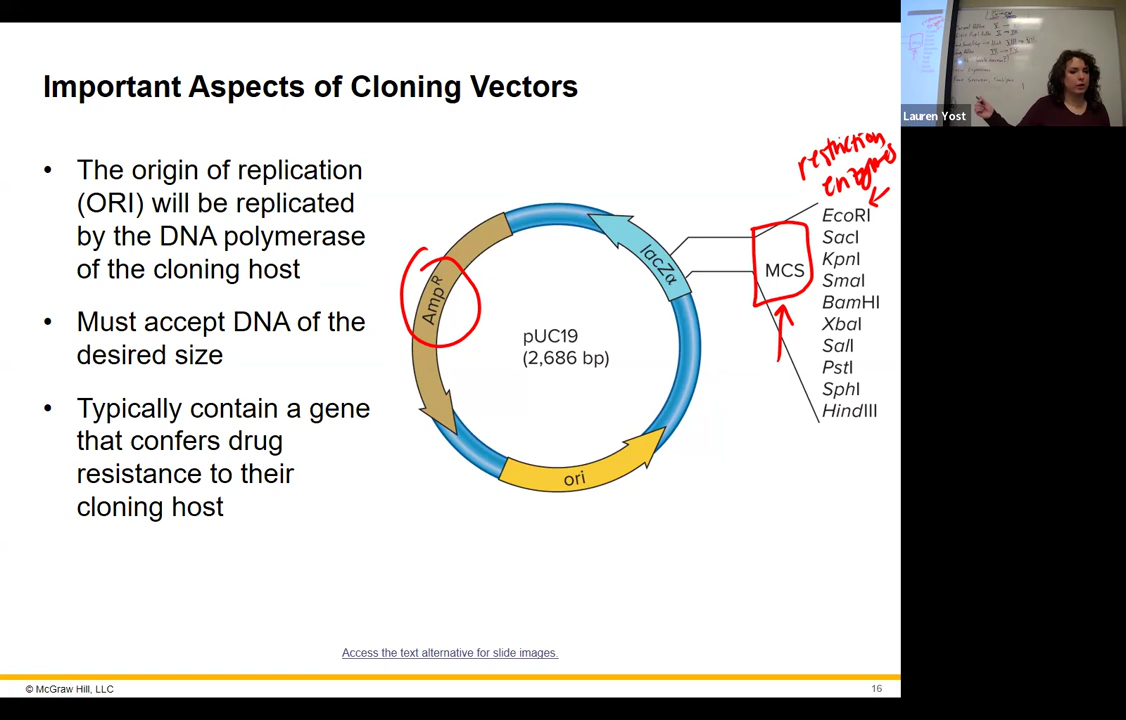 Important Aspects of Cloning Vectors
Lauren Yost
• The origin of replication
(ORI) will be replicated
by the DNA polymerase
of the cloning host
• Must accept DNA of the
desired size
• Typically contain a gene
that confers drug
resistance to their
cloning host
Amp^R
lacZα
pUC19
(2,686 bp)
ori
MCS
restriction
enzymes
EcoRI
SacI
KpnI
SmaI
BamHI
XbaI
SalI
PstI
SphI
HindIII
Access the text alternative for slide images.
© McGraw Hill, LLC
16